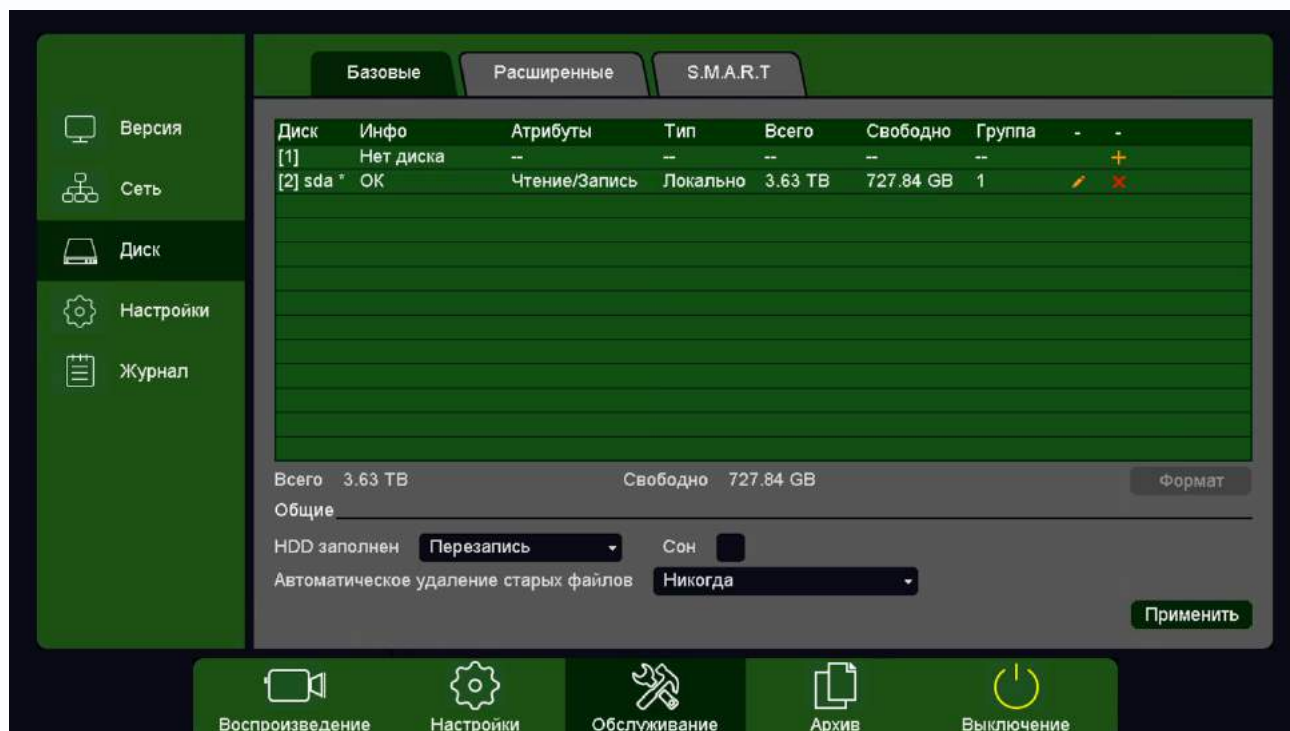 Базовые Расширенные S.M.A.R.T
Версия
Сеть
Диск
Настройки
Журнал
Диск Инфо Атрибуты Тип Всего Свободно Группа - -
[1] Нет диска -- -- -- -- --
[2] sda * OK Чтение/Запись Локально 3.63 TB 727.84 GB 1
Всего 3.63 TB Свободно 727.84 GB Формат
Общие
HDD заполнен Перезапись Сон
Автоматическое удаление старых файлов Никогда
Применить
Воспроизведение Настройки Обслуживание Архив Выключение